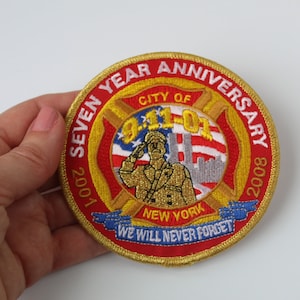 SEVEN YEAR ANNIVERSARY
CITY OF
9-11-01
2001
2008
NEW YORK
WE WILL NEVER FORGET